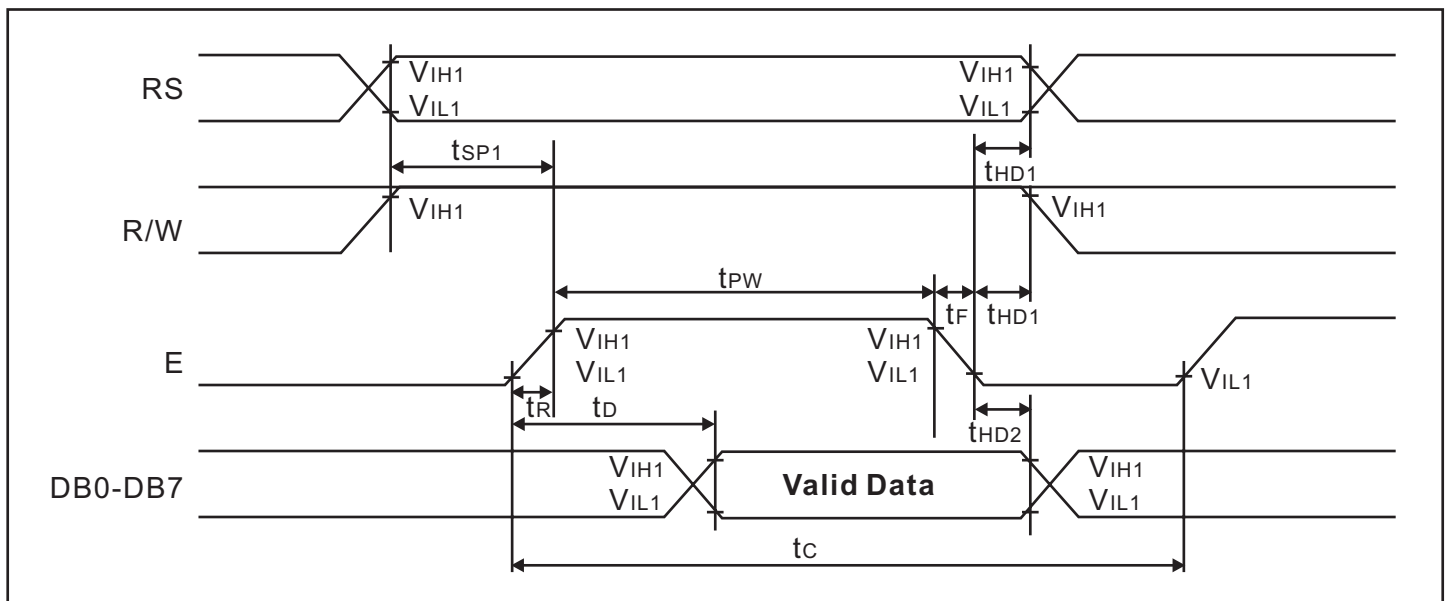 RS
VIH1
VIL1
VIH1
VIL1
tSP1
tHD1
R/W
VIH1
VIH1
tPW
tF
tHD1
E
VIH1
VIL1
VIH1
VIL1
VIL1
tR
tD
tHD2
DB0-DB7
VIH1
VIL1
Valid Data
VIH1
VIL1
tC